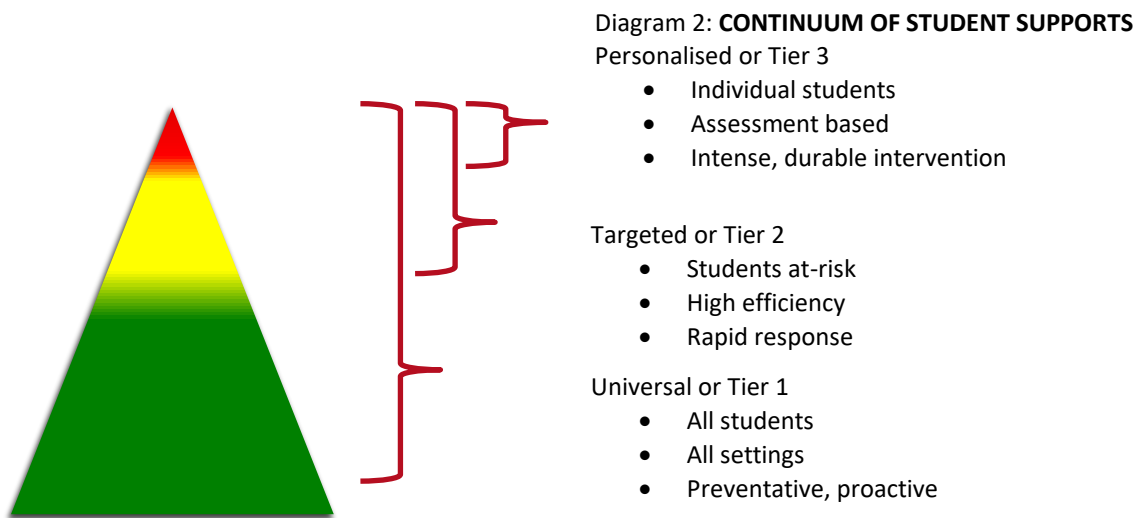 Diagram 2: CONTINUUM OF STUDENT SUPPORTS
Personalised or Tier 3
• Individual students
• Assessment based
• Intense, durable intervention
Targeted or Tier 2
• Students at-risk
• High efficiency
• Rapid response
Universal or Tier 1
• All students
• All settings
• Preventative, proactive